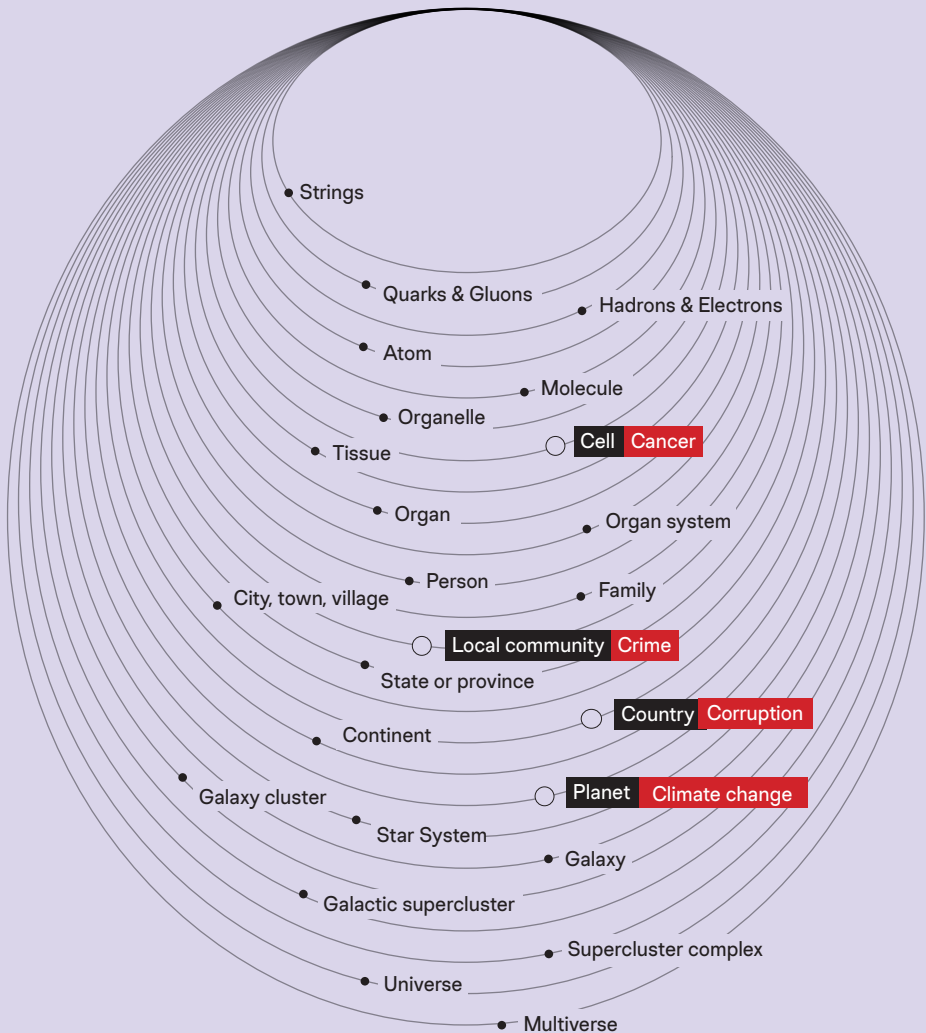 Strings
Quarks & Gluons
Hadrons & Electrons
Atom
Molecule
Organelle
Cell Cancer
Tissue
Organ
Organ system
Person
Family
City, town, village
Local community Crime
State or province
Country Corruption
Continent
Planet Climate change
Galaxy cluster
Star System
Galaxy
Galactic supercluster
Supercluster complex
Universe
Multiverse